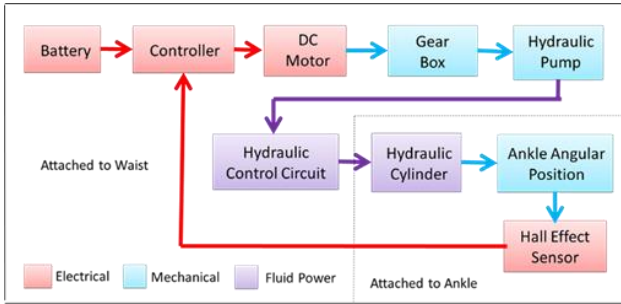 Battery
Controller
DC
Motor
Gear
Box
Hydraulic
Pump
Attached to Waist
Hydraulic
Control Circuit
Hydraulic
Cylinder
Ankle Angular
Position
Hall Effect
Sensor
Electrical
Mechanical
Fluid Power
Attached to Ankle